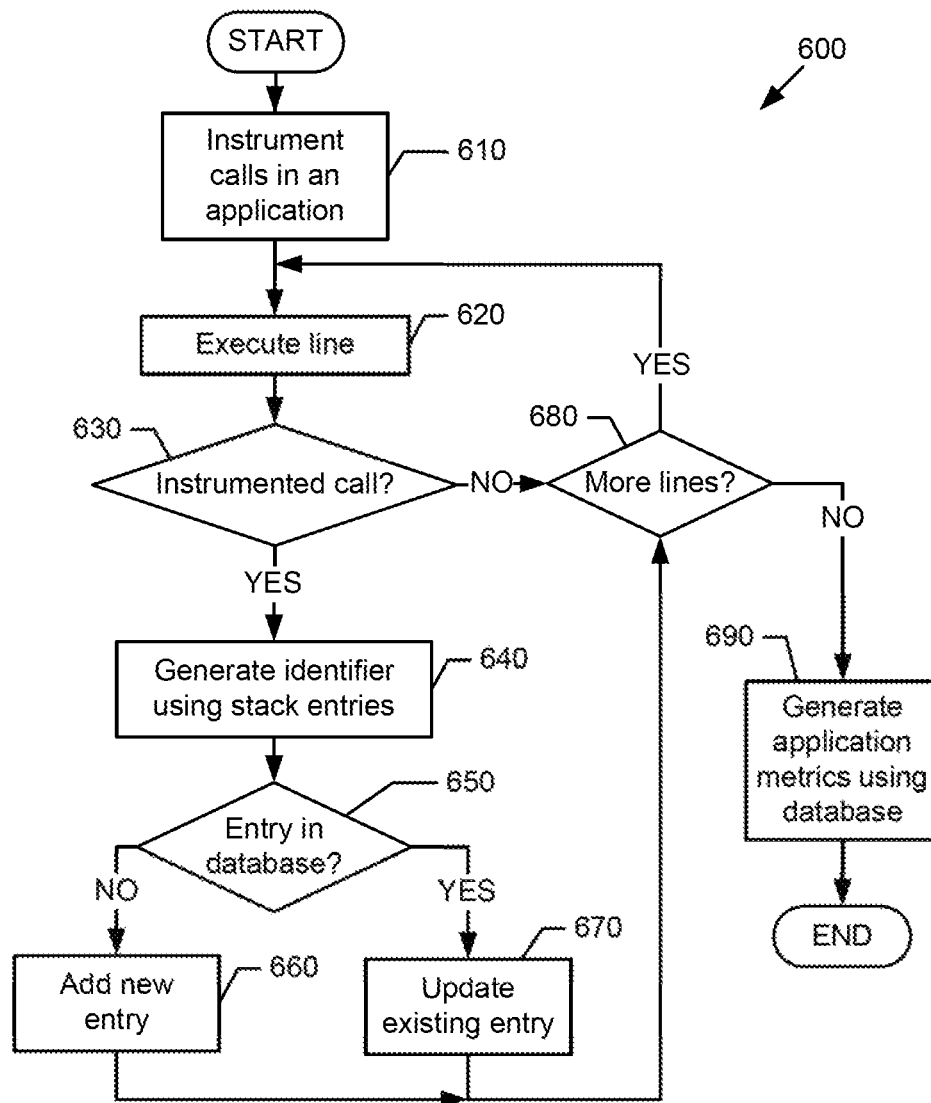 START
600
Instrument
calls in an
application
610
620
Execute line
YES
630
680
Instrumented call?
NO
More lines?
NO
YES
690
640
Generate identifier
using stack entries
Generate
application
metrics using
database
650
Entry in
database?
NO
YES
END
670
660
Add new
entry
Update
existing entry